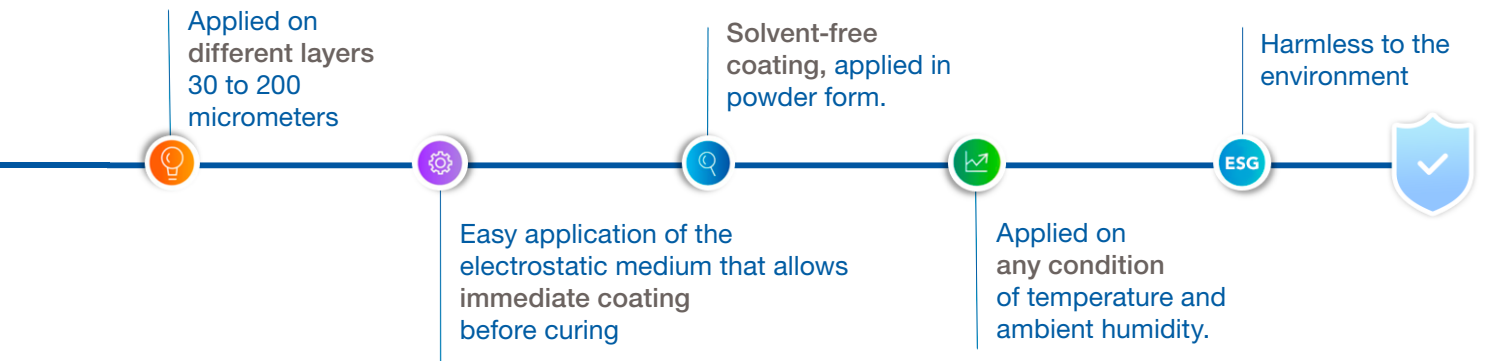 Applied on
different layers
30 to 200
micrometers
Easy application of the
electrostatic medium that allows
immediate coating
before curing
Solvent-free
coating, applied in
powder form.
Applied on
any condition
of temperature and
ambient humidity.
Harmless to the
environment
ESG